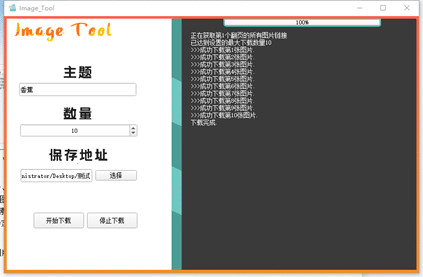 Image_Tool
Image Tool
主题
香蕉
数量
10
保存地址
nistrator/Desktop/测试
选择
开始下载
停止下载
100%
正在获取第1个翻页的所有图片链接
已达到设置的最大下载数量10
>>>成功下载第1张图片.
>>>成功下载第2张图片.
>>>成功下载第3张图片.
>>>成功下载第4张图片.
>>>成功下载第5张图片.
>>>成功下载第6张图片.
>>>成功下载第7张图片.
>>>成功下载第8张图片.
>>>成功下载第9张图片.
>>>成功下载第10张图片.
下载完成.